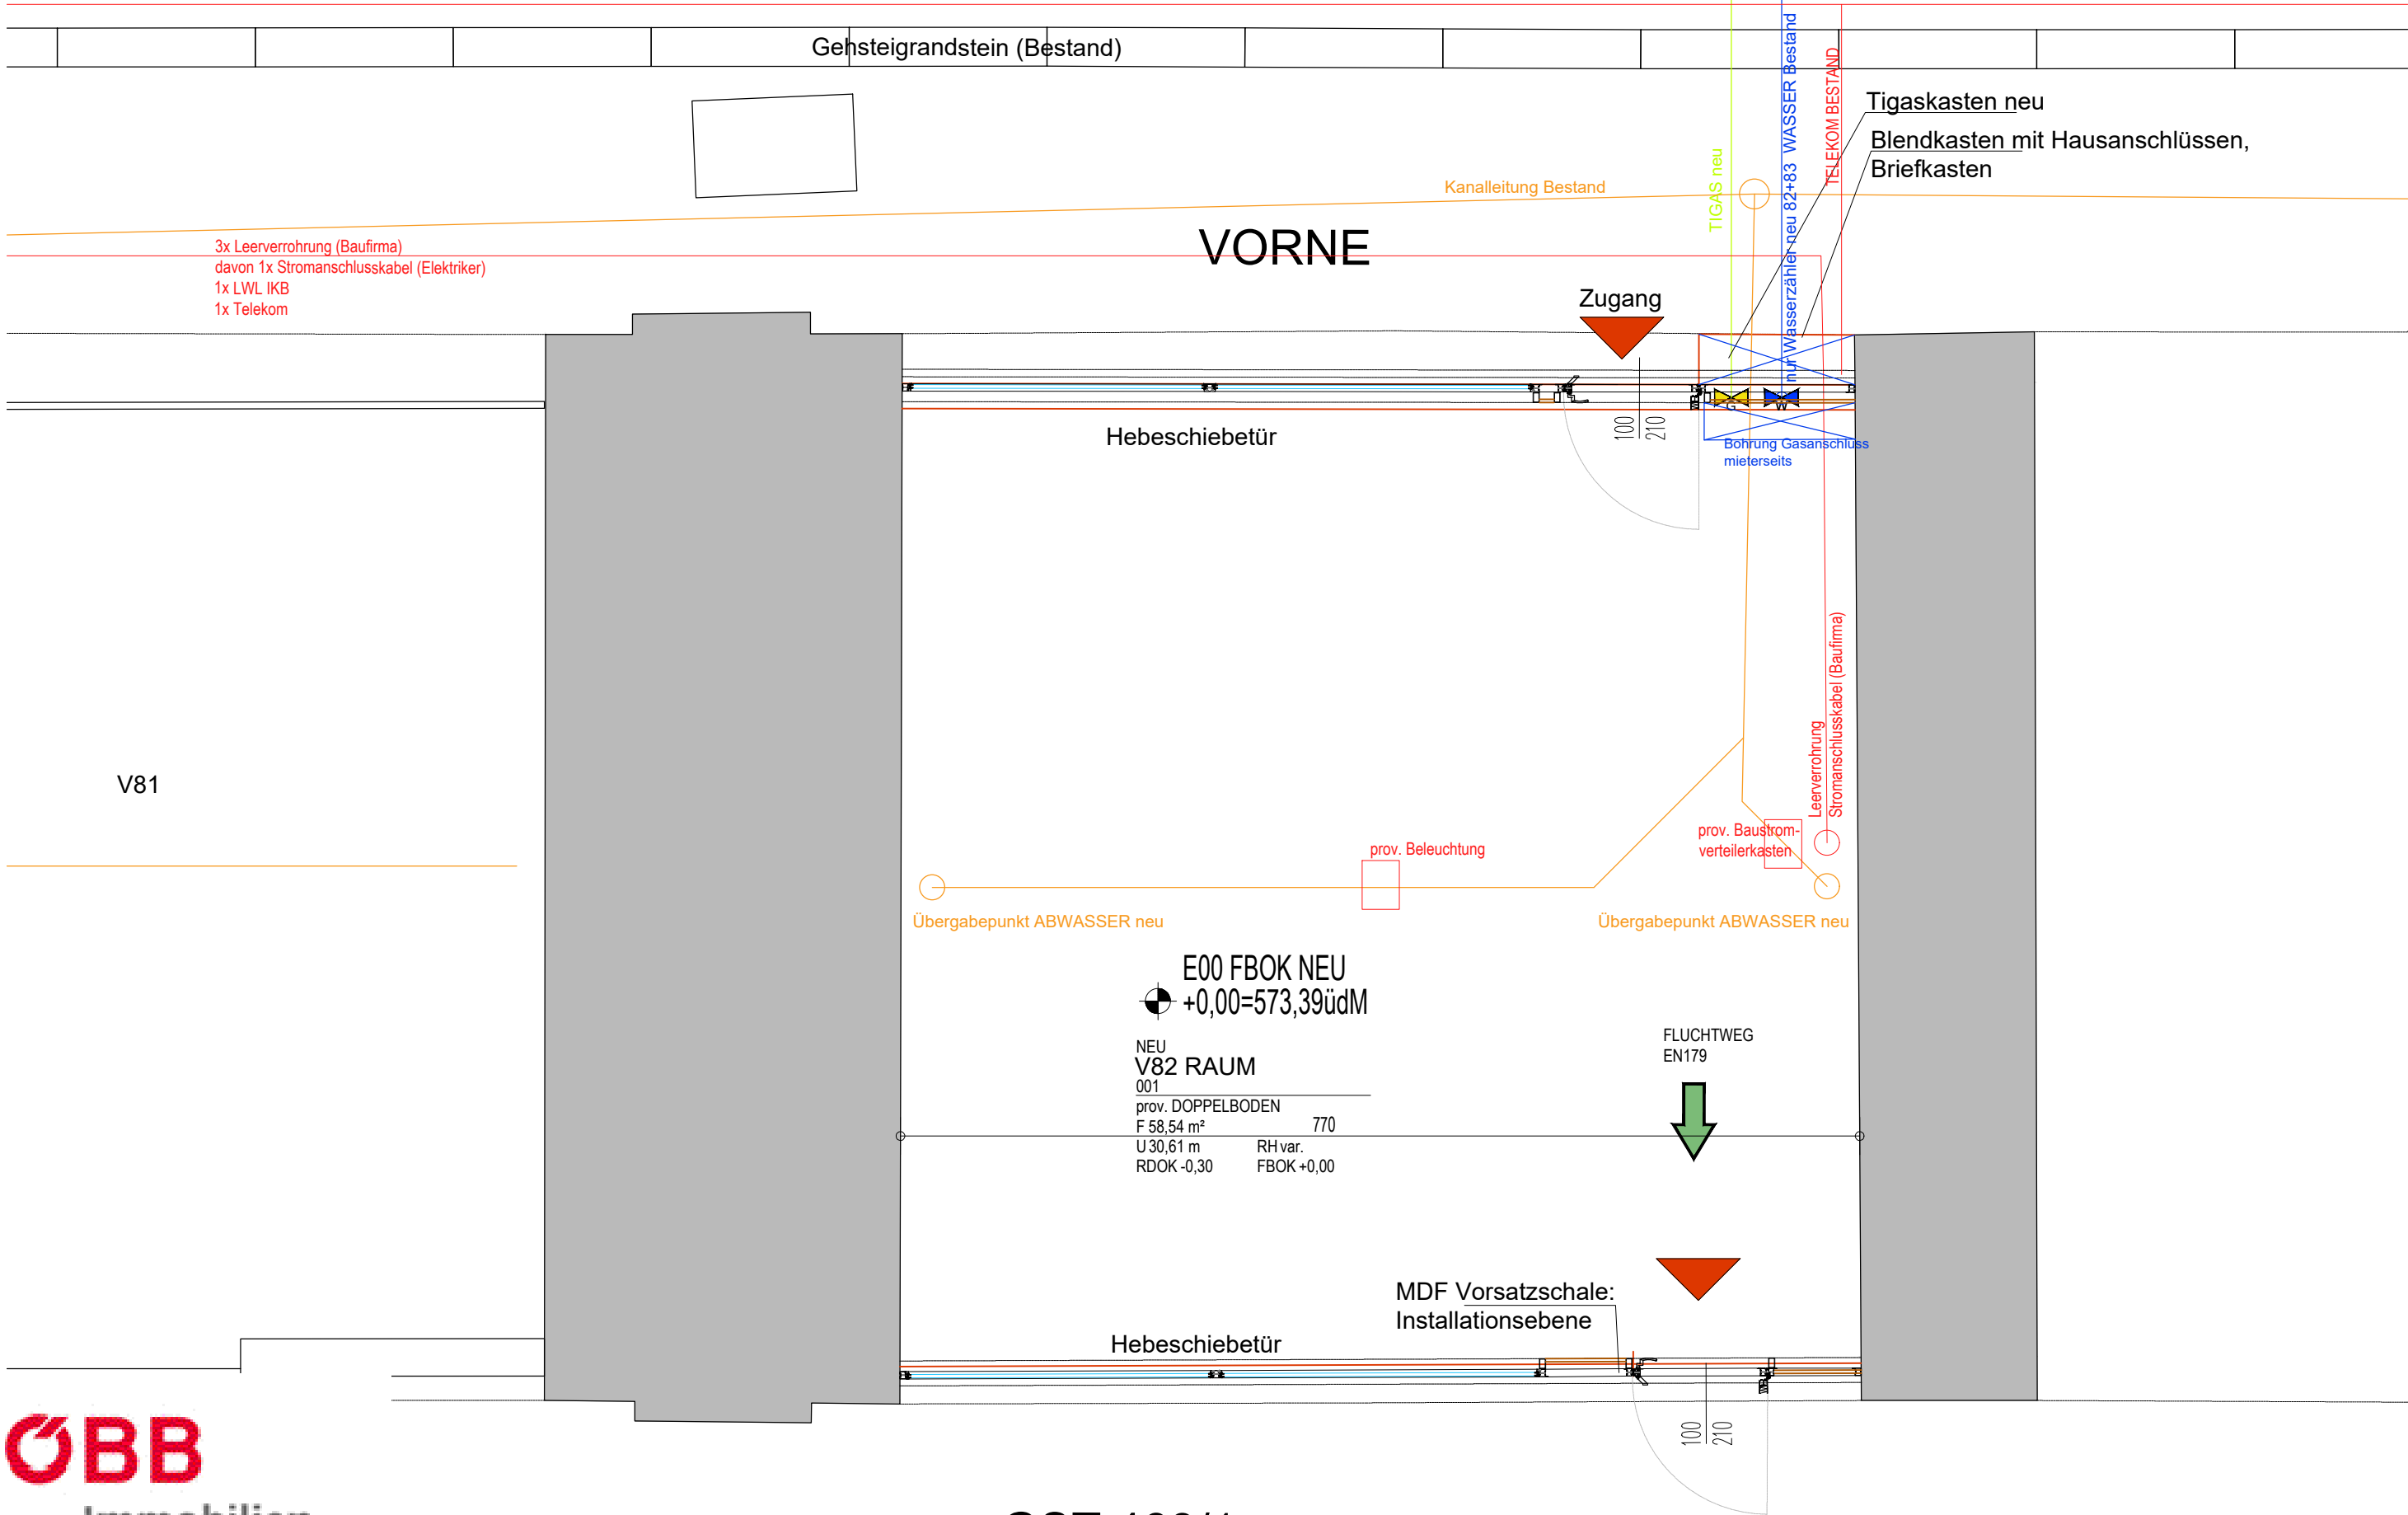 Gehsteigrandstein (Bestand)
TIGAS neu
nur Wasserzähler neu 82+83 WASSER Bestand
TELEKOM BESTAND
Tigaskasten neu
Blendkasten mit Hausanschlüssen,
Briefkasten
Kanalleitung Bestand
3x Leerverrohrung (Baufirma)
davon 1x Stromanschlusskabel (Elektriker)
1x LWL IKB
1x Telekom
VORNE
Zugang
G
W
Hebeschiebetür
100
210
Bohrung Gasanschluss
mieterseits
V81
Leerverrohrung
Stromanschlusskabel (Baufirma)
prov. Baustrom-
verteilerkasten
prov. Beleuchtung
Übergabepunkt ABWASSER neu
Übergabepunkt ABWASSER neu
E00 FBOK NEU
+0,00=573,39üdM
NEU
V82 RAUM
001
prov. DOPPELBODEN
F 58,54 m² 770
U 30,61 m RH var.
RDOK -0,30 FBOK +0,00
FLUCHTWEG
EN179
MDF Vorsatzschale:
Installationsebene
Hebeschiebetür
100
210
ÖBB
Immobilien